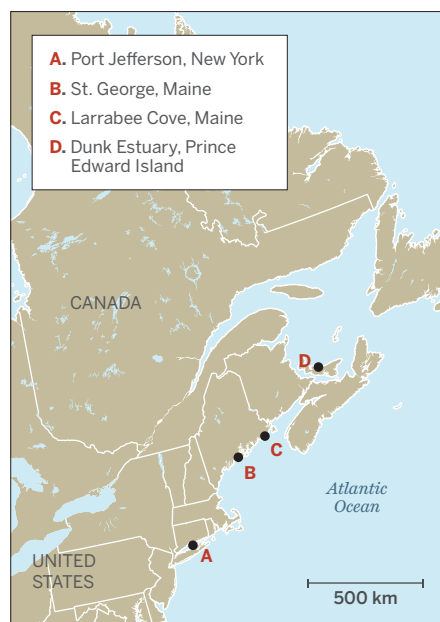 A. Port Jefferson, New York
B. St. George, Maine
C. Larrabee Cove, Maine
D. Dunk Estuary, Prince
Edward Island
CANADA
D
C
B
Atlantic
Ocean
A
UNITED
STATES
500 km